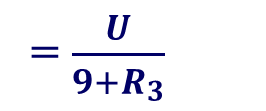 = U / 9+R₃